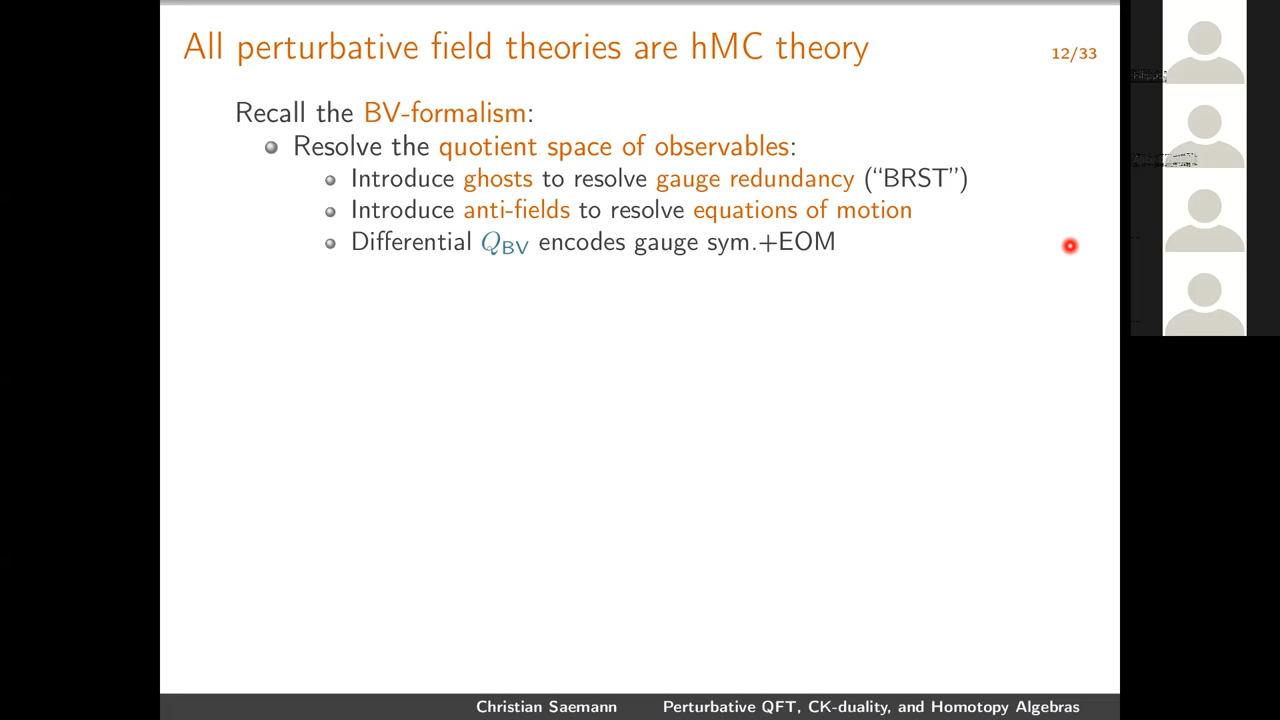 All perturbative field theories are hMC theory
12/33
Recall the BV-formalism:
Resolve the quotient space of observables:
Introduce ghosts to resolve gauge redundancy (“BRST”)
Introduce anti-fields to resolve equations of motion
Differential Q_BV encodes gauge sym.+EOM
Christian Saemann Perturbative QFT, CK-duality, and Homotopy Algebras